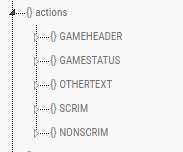 {} actions
{} GAMEHEADER
{} GAMESTATUS
{} OTHERTEXT
{} SCRIM
{} NONSCRIM